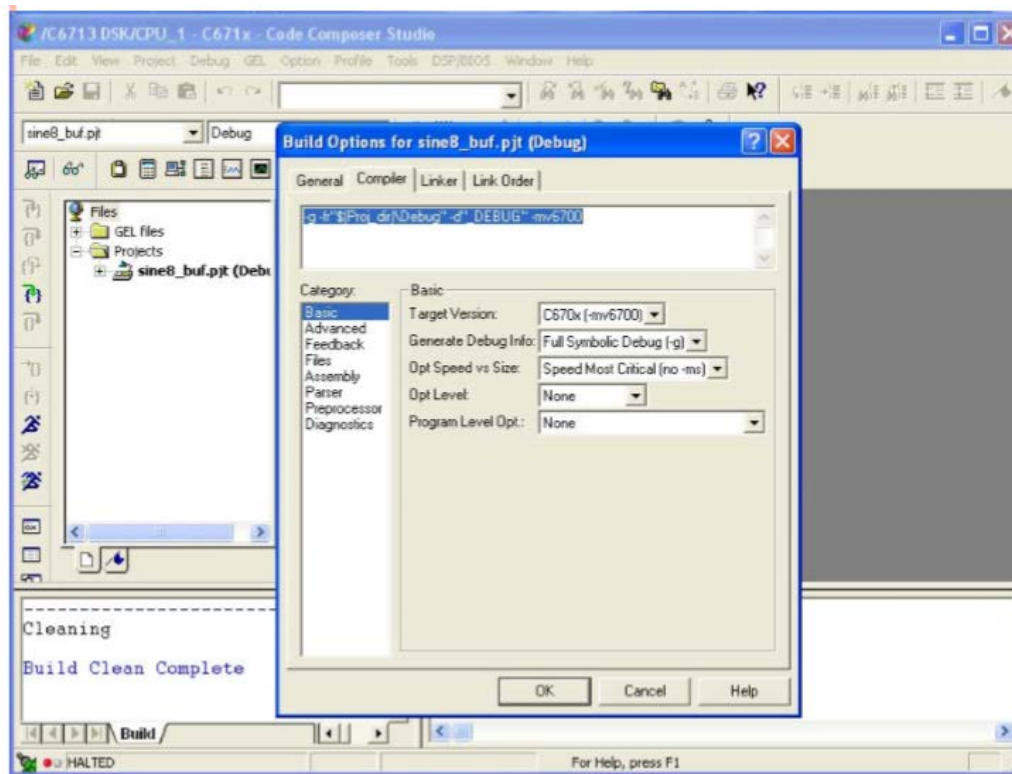 /C6713 DSK/CPU_1 - C671x - Code Composer Studio
File Edit View Project Debug GEL Option Profile Tools DSP/BIOS Window Help
sine8_buf.pjt Debug
Build Options for sine8_buf.pjt (Debug)
General Compiler Linker Link Order
-g -fr"$(Proj_dir)\Debug" -d"_DEBUG" -mv6700
Files
GEL files
Projects
sine8_buf.pjt (Debu
Category:
Basic
Advanced
Feedback
Files
Assembly
Parser
Preprocessor
Diagnostics
Basic
Target Version: C670x (-mv6700)
Generate Debug Info: Full Symbolic Debug (-g)
Opt Speed vs Size: Speed Most Critical (no -ms)
Opt Level: None
Program Level Opt.: None
OK Cancel Help
Cleaning
Build Clean Complete
Build
HALTED For Help, press F1